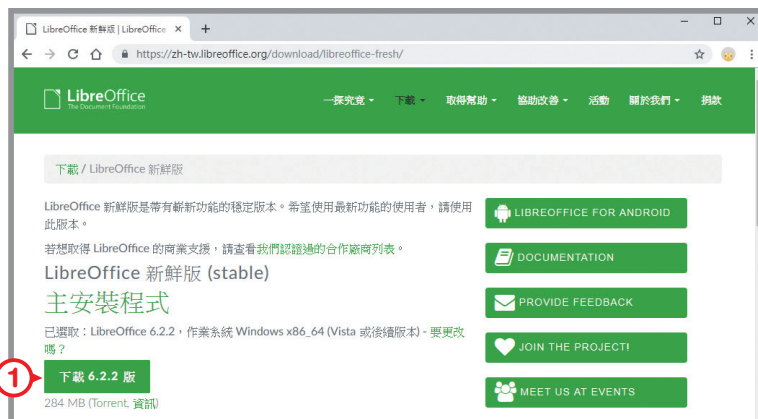 LibreOffice 新鮮版 | LibreOffice
https://zh-tw.libreoffice.org/download/libreoffice-fresh/
LibreOffice
The Document Foundation
一探究竟
下載
取得幫助
協助改善
活動
關於我們
捐款
下載 / LibreOffice 新鮮版
LibreOffice 新鮮版是帶有嶄新功能的穩定版本。希望使用最新功能的使用者，請使用
此版本。
若想取得 LibreOffice 的商業支援，請查看我們認證過的合作廠商列表。
LibreOffice 新鮮版 (stable)
主安裝程式
已選取：LibreOffice 6.2.2，作業系統 Windows x86_64 (Vista 或後續版本) - 要更改
嗎？
1
下載 6.2.2 版
284 MB (Torrent, 資訊)
LIBREOFFICE FOR ANDROID
DOCUMENTATION
PROVIDE FEEDBACK
JOIN THE PROJECT!
MEET US AT EVENTS